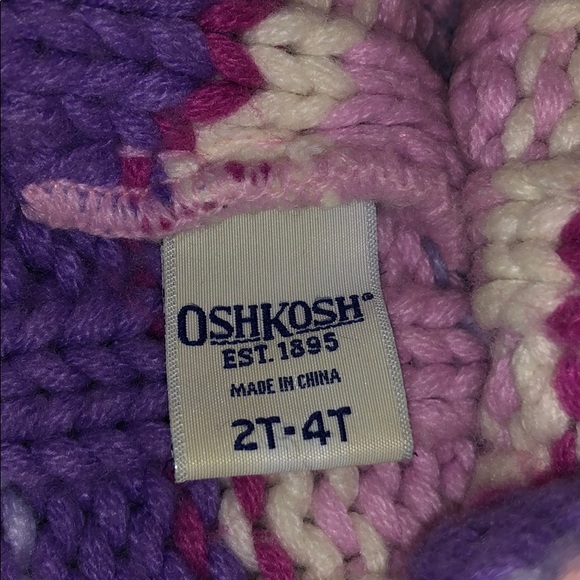 OSHKOSH®
EST. 1895
MADE IN CHINA
2T-4T